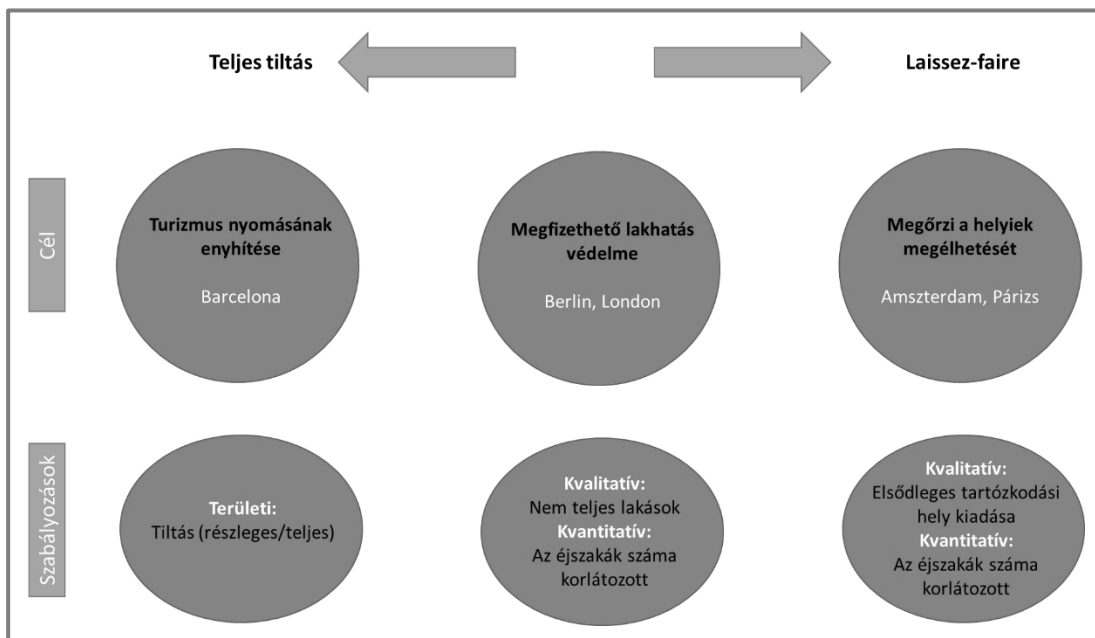 Teljes tiltás
Laissez-faire
Cél
Turizmus nyomásának
enyhítése
Barcelona
Megfizethető lakhatás
védelme
Berlin, London
Megőrzi a helyiek
megélhetését
Amszterdam, Párizs
Szabályozások
Területi:
Tiltás (részleges/teljes)
Kvalitatív:
Nem teljes lakások
Kvantitatív:
Az éjszakák száma
korlátozott
Kvalitatív:
Elsődleges tartózkodási
hely kiadása
Kvantitatív:
Az éjszakák száma
korlátozott